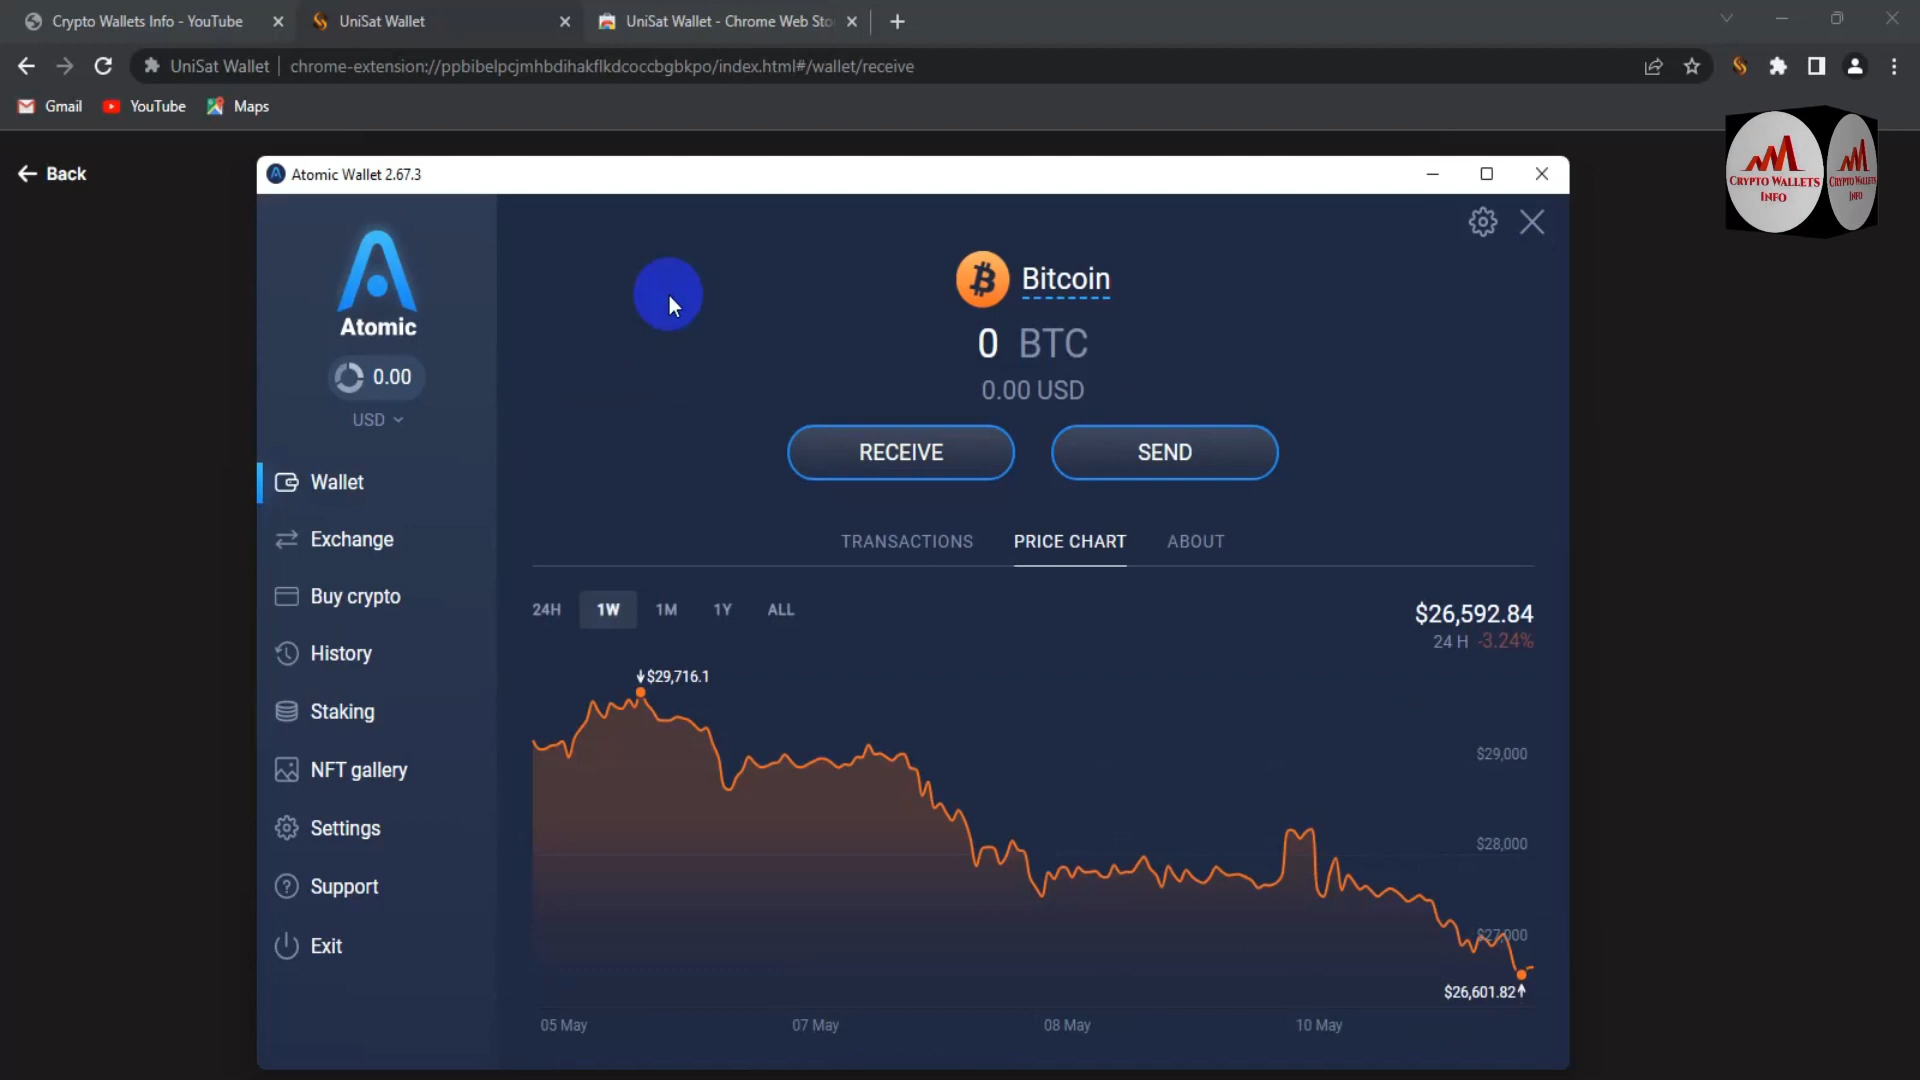 Crypto Wallets Info - YouTube
UniSat Wallet
UniSat Wallet - Chrome Web Sto
UniSat Wallet
chrome-extension://ppbibelpcjmhbdihakflkdcoccbgbkpo/index.html#/wallet/receive
Gmail
YouTube
Maps
Back
CRYPTO WALLETS
INFO
CRYPTO WALLETS
INFO
Atomic Wallet 2.67.3
Atomic
0.00
USD
Wallet
Exchange
Buy crypto
History
Staking
NFT gallery
Settings
Support
Exit
Bitcoin
0 BTC
0.00 USD
RECEIVE
SEND
TRANSACTIONS
PRICE CHART
ABOUT
24H
1W
1M
1Y
ALL
$26,592.84
24 H -3.24%
$29,716.1
$29,000
$28,000
$27,000
$26,601.82
05 May
07 May
08 May
10 May